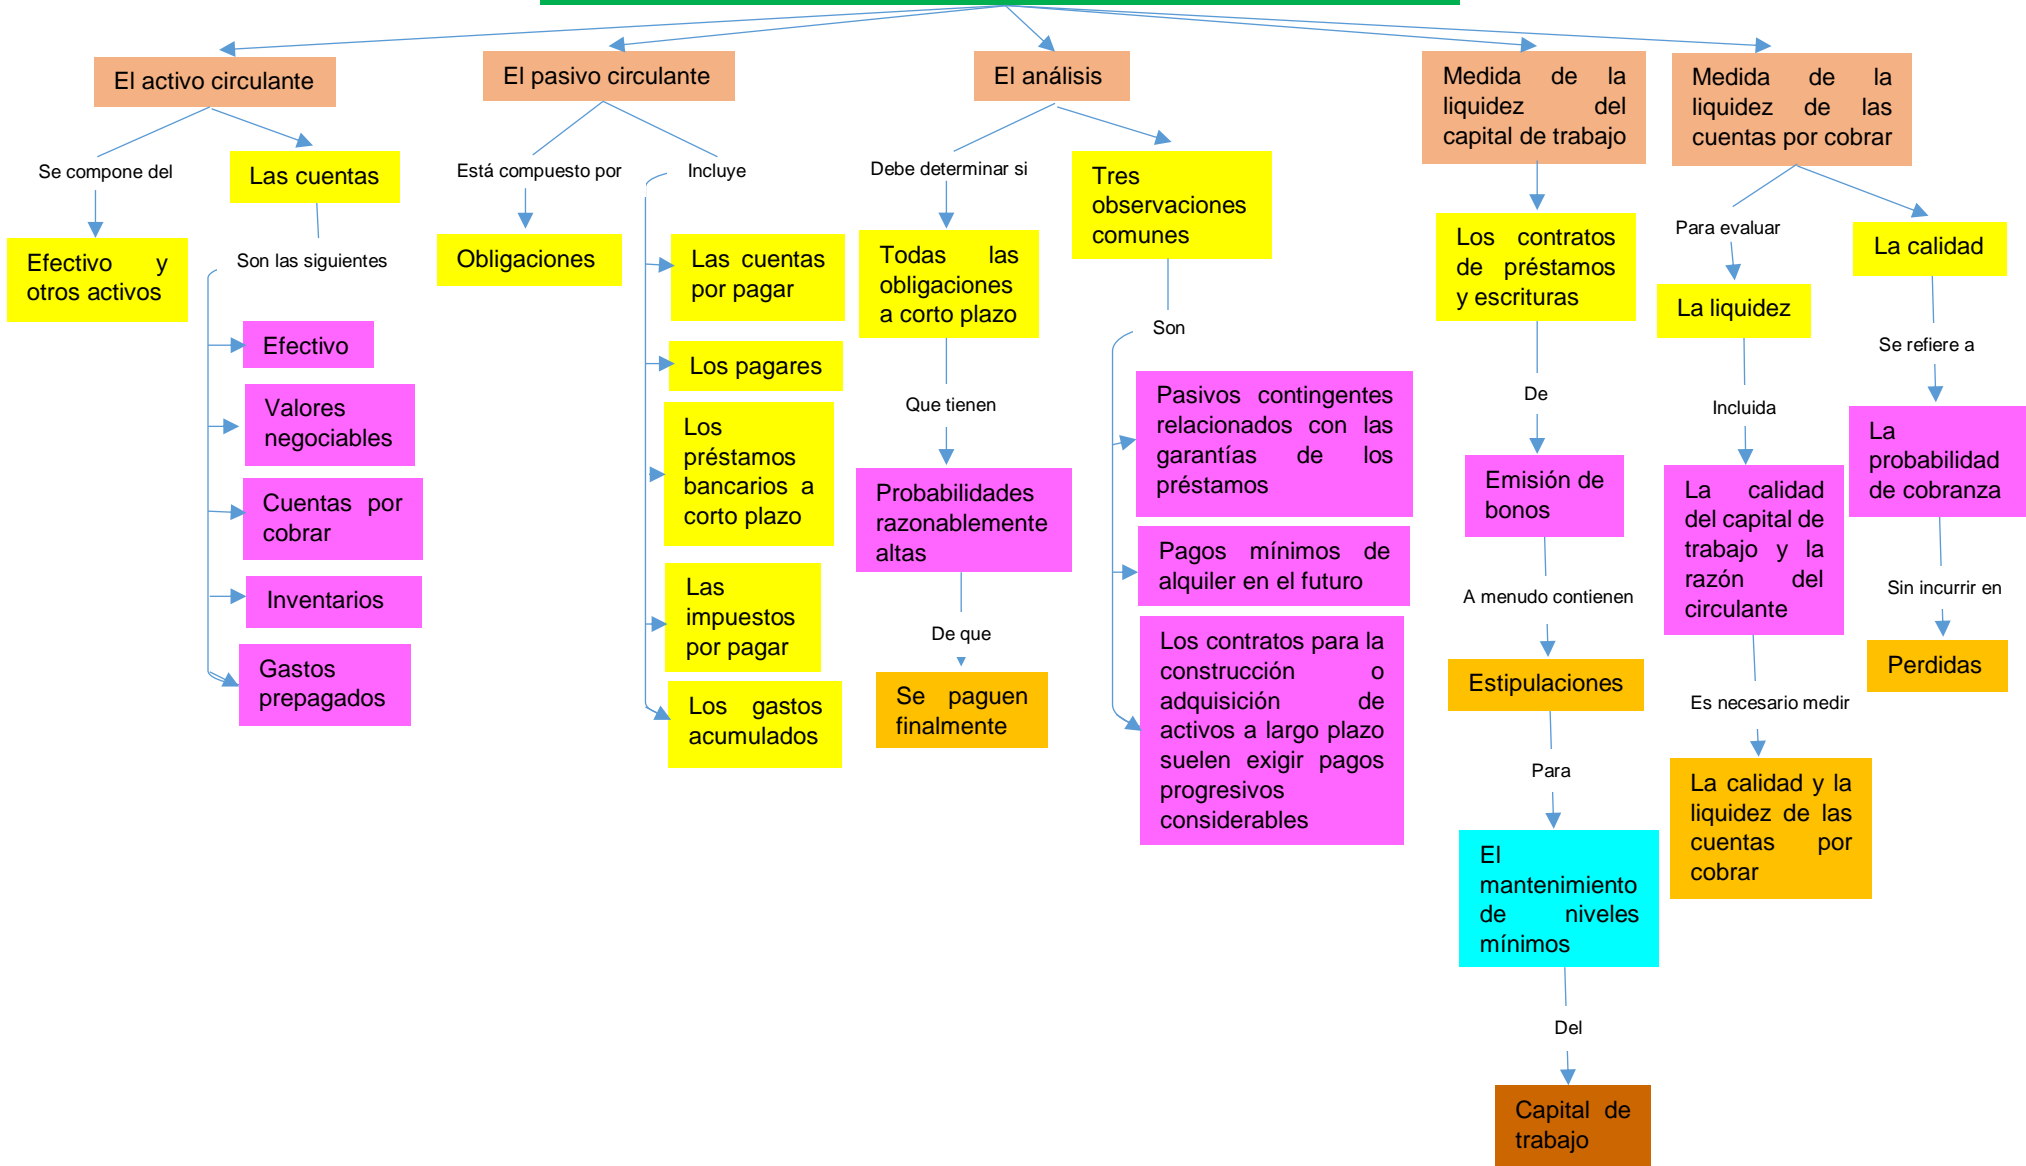 El activo circulante
Se compone del
Efectivo y
otros activos
Las cuentas
Son las siguientes
Efectivo
Valores
negociables
Cuentas por
cobrar
Inventarios
Gastos
prepagados
El pasivo circulante
Está compuesto por
Obligaciones
Incluye
Las cuentas
por pagar
Los pagares
Los
préstamos
bancarios a
corto plazo
Las
impuestos
por pagar
Los gastos
acumulados
El análisis
Debe determinar si
Todas las
obligaciones
a corto plazo
Que tienen
Probabilidades
razonablemente
altas
De que
Se paguen
finalmente
Tres
observaciones
comunes
Son
Pasivos contingentes
relacionados con las
garantías de los
préstamos
Pagos mínimos de
alquiler en el futuro
Los contratos para la
construcción o
adquisición de
activos a largo plazo
suelen exigir pagos
progresivos
considerables
Medida de la
liquidez del
capital de trabajo
Los contratos
de préstamos
y escrituras
De
Emisión de
bonos
A menudo contienen
Estipulaciones
Para
El
mantenimiento
de niveles
mínimos
Del
Capital de
trabajo
Medida de la
liquidez de las
cuentas por cobrar
Para evaluar
La liquidez
Incluida
La calidad
del capital de
trabajo y la
razón del
circulante
Es necesario medir
La calidad y la
liquidez de las
cuentas por
cobrar
La calidad
Se refiere a
La
probabilidad
de cobranza
Sin incurrir en
Perdidas